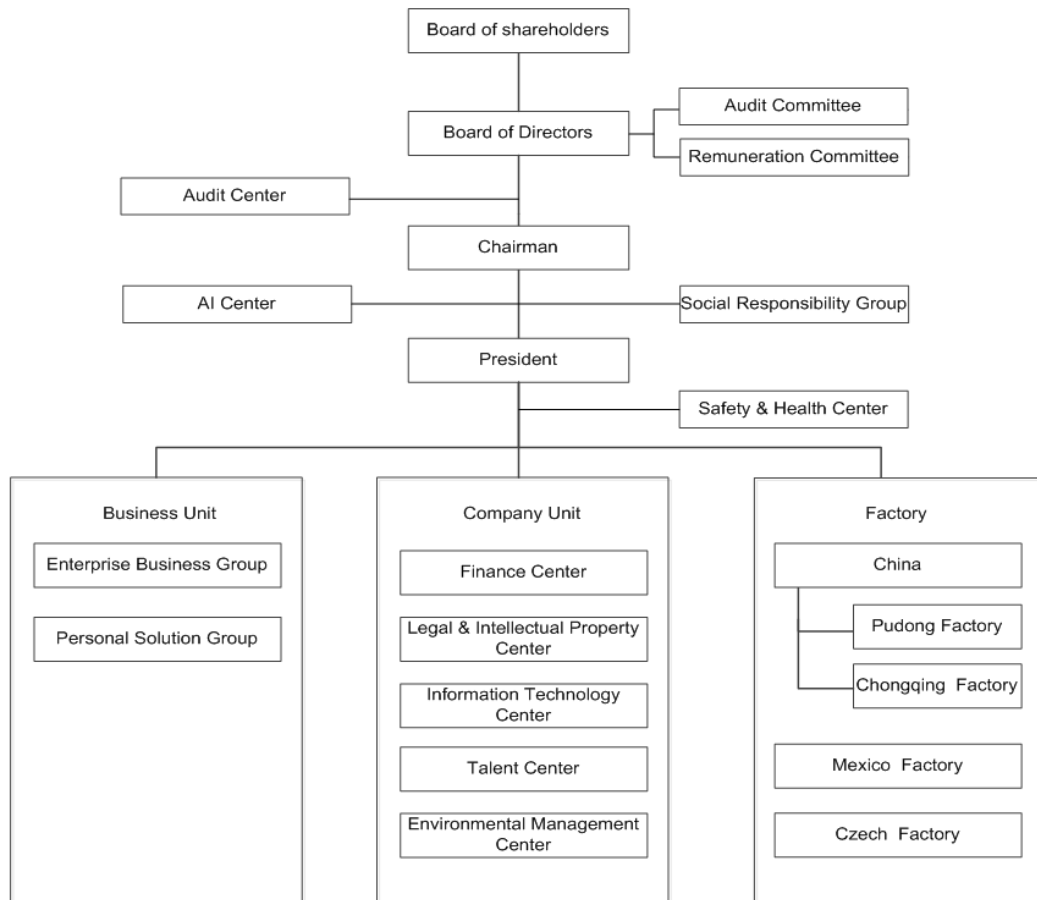 Board of shareholders
Board of Directors
Audit Committee
Remuneration Committee
Audit Center
Chairman
AI Center
Social Responsibility Group
President
Safety & Health Center
Business Unit
Enterprise Business Group
Personal Solution Group
Company Unit
Finance Center
Legal & Intellectual Property
Center
Information Technology
Center
Talent Center
Environmental Management
Center
Factory
China
Pudong Factory
Chongqing Factory
Mexico Factory
Czech Factory